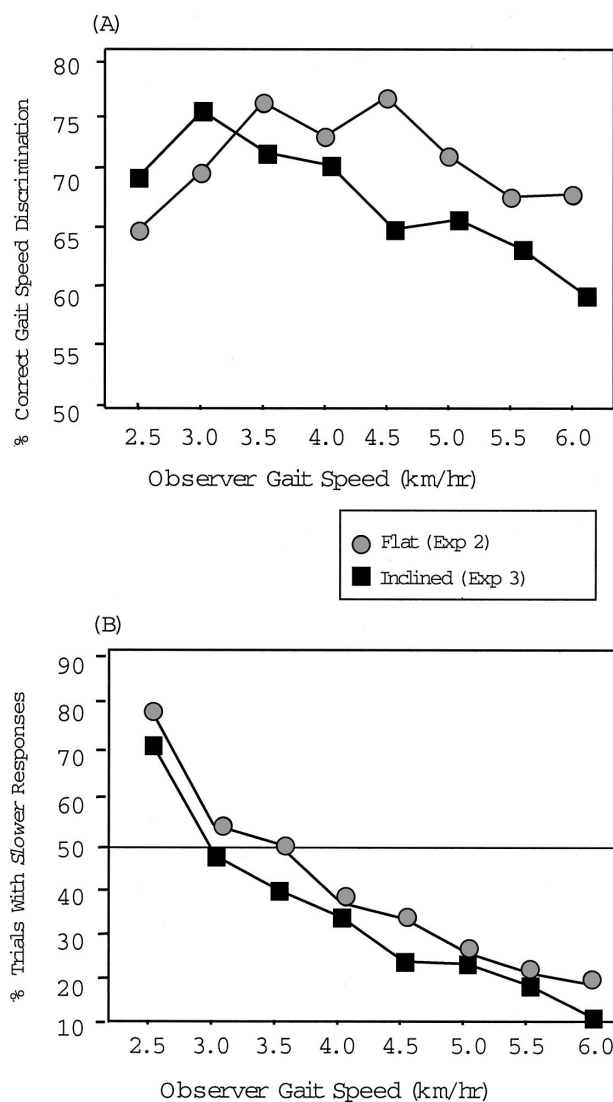 (A)
% Correct Gait Speed Discrimination
80
75
70
65
60
55
50
2.5 3.0 3.5 4.0 4.5 5.0 5.5 6.0
Observer Gait Speed (km/hr)
Flat (Exp 2)
Inclined (Exp 3)
(B)
% Trials With Slower Responses
90
80
70
60
50
40
30
20
10
2.5 3.0 3.5 4.0 4.5 5.0 5.5 6.0
Observer Gait Speed (km/hr)